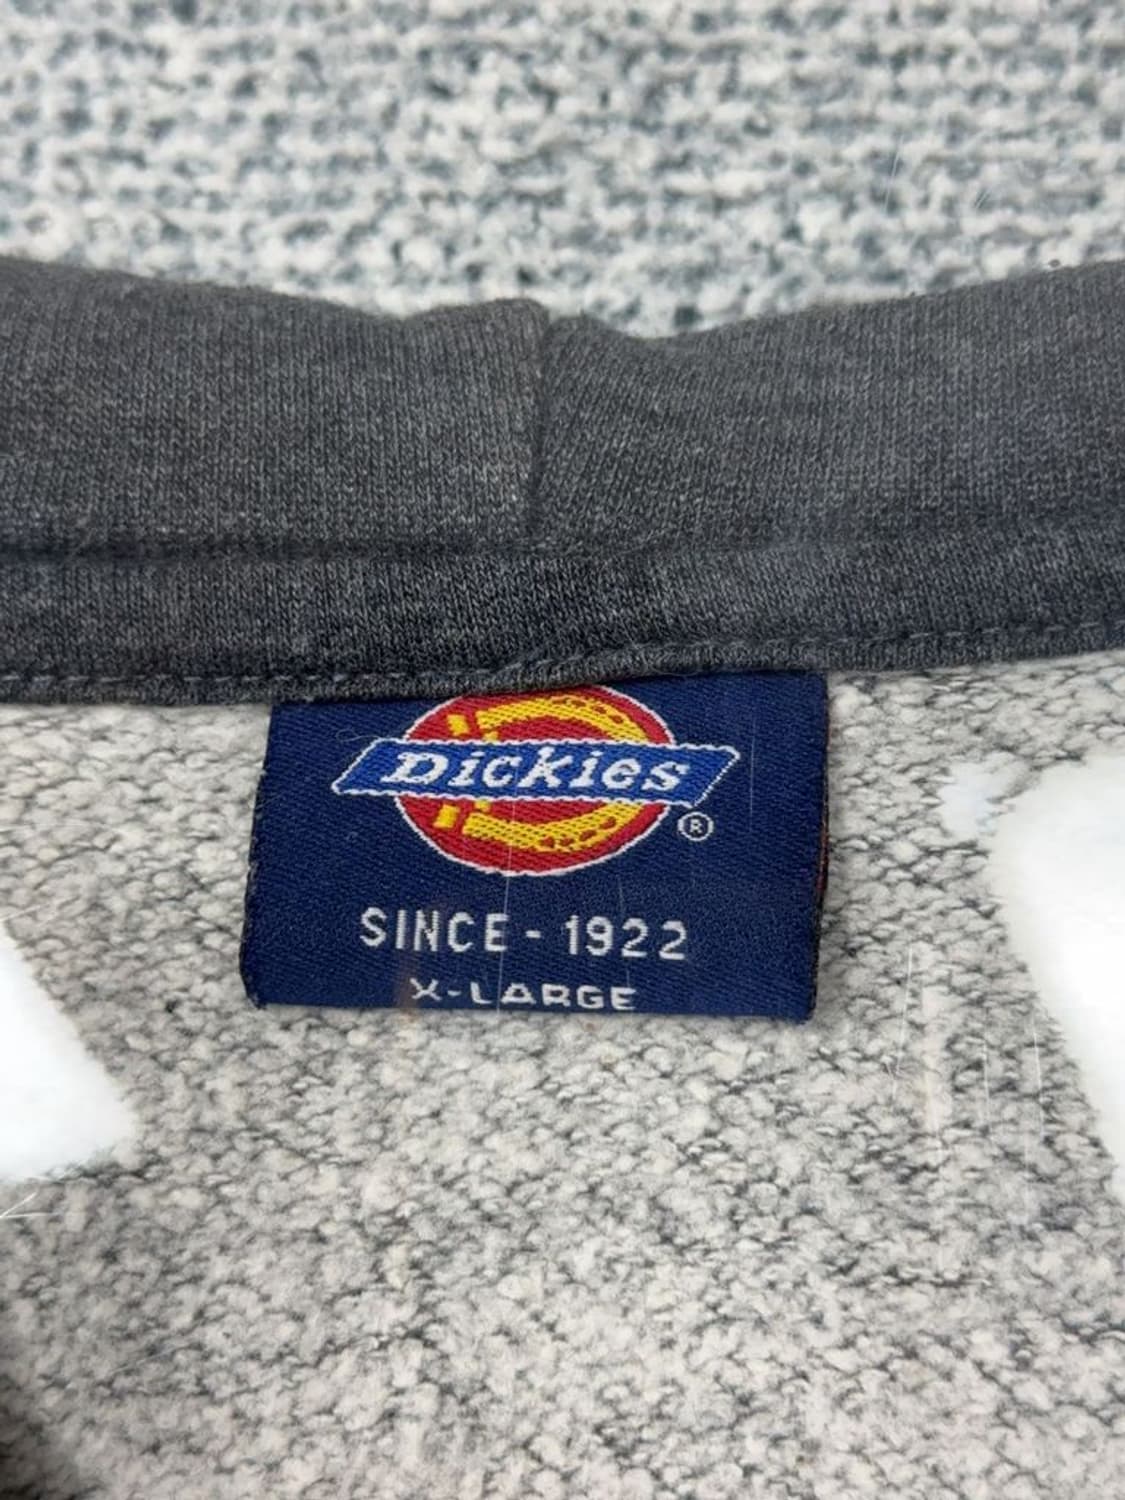 Dickies
®
SINCE - 1922
X-LARGE